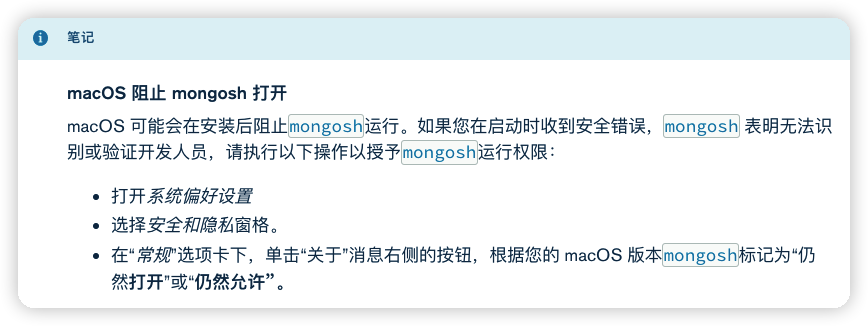 笔记
macOS 阻止 mongosh 打开
macOS 可能会在安装后阻止mongosh运行。如果您在启动时收到安全错误，mongosh 表明无法识
别或验证开发人员，请执行以下操作以授予mongosh运行权限：
• 打开系统偏好设置
• 选择安全和隐私窗格。
• 在“常规”选项卡下，单击“关于”消息右侧的按钮，根据您的 macOS 版本mongosh标记为“仍
然打开”或“仍然允许”。